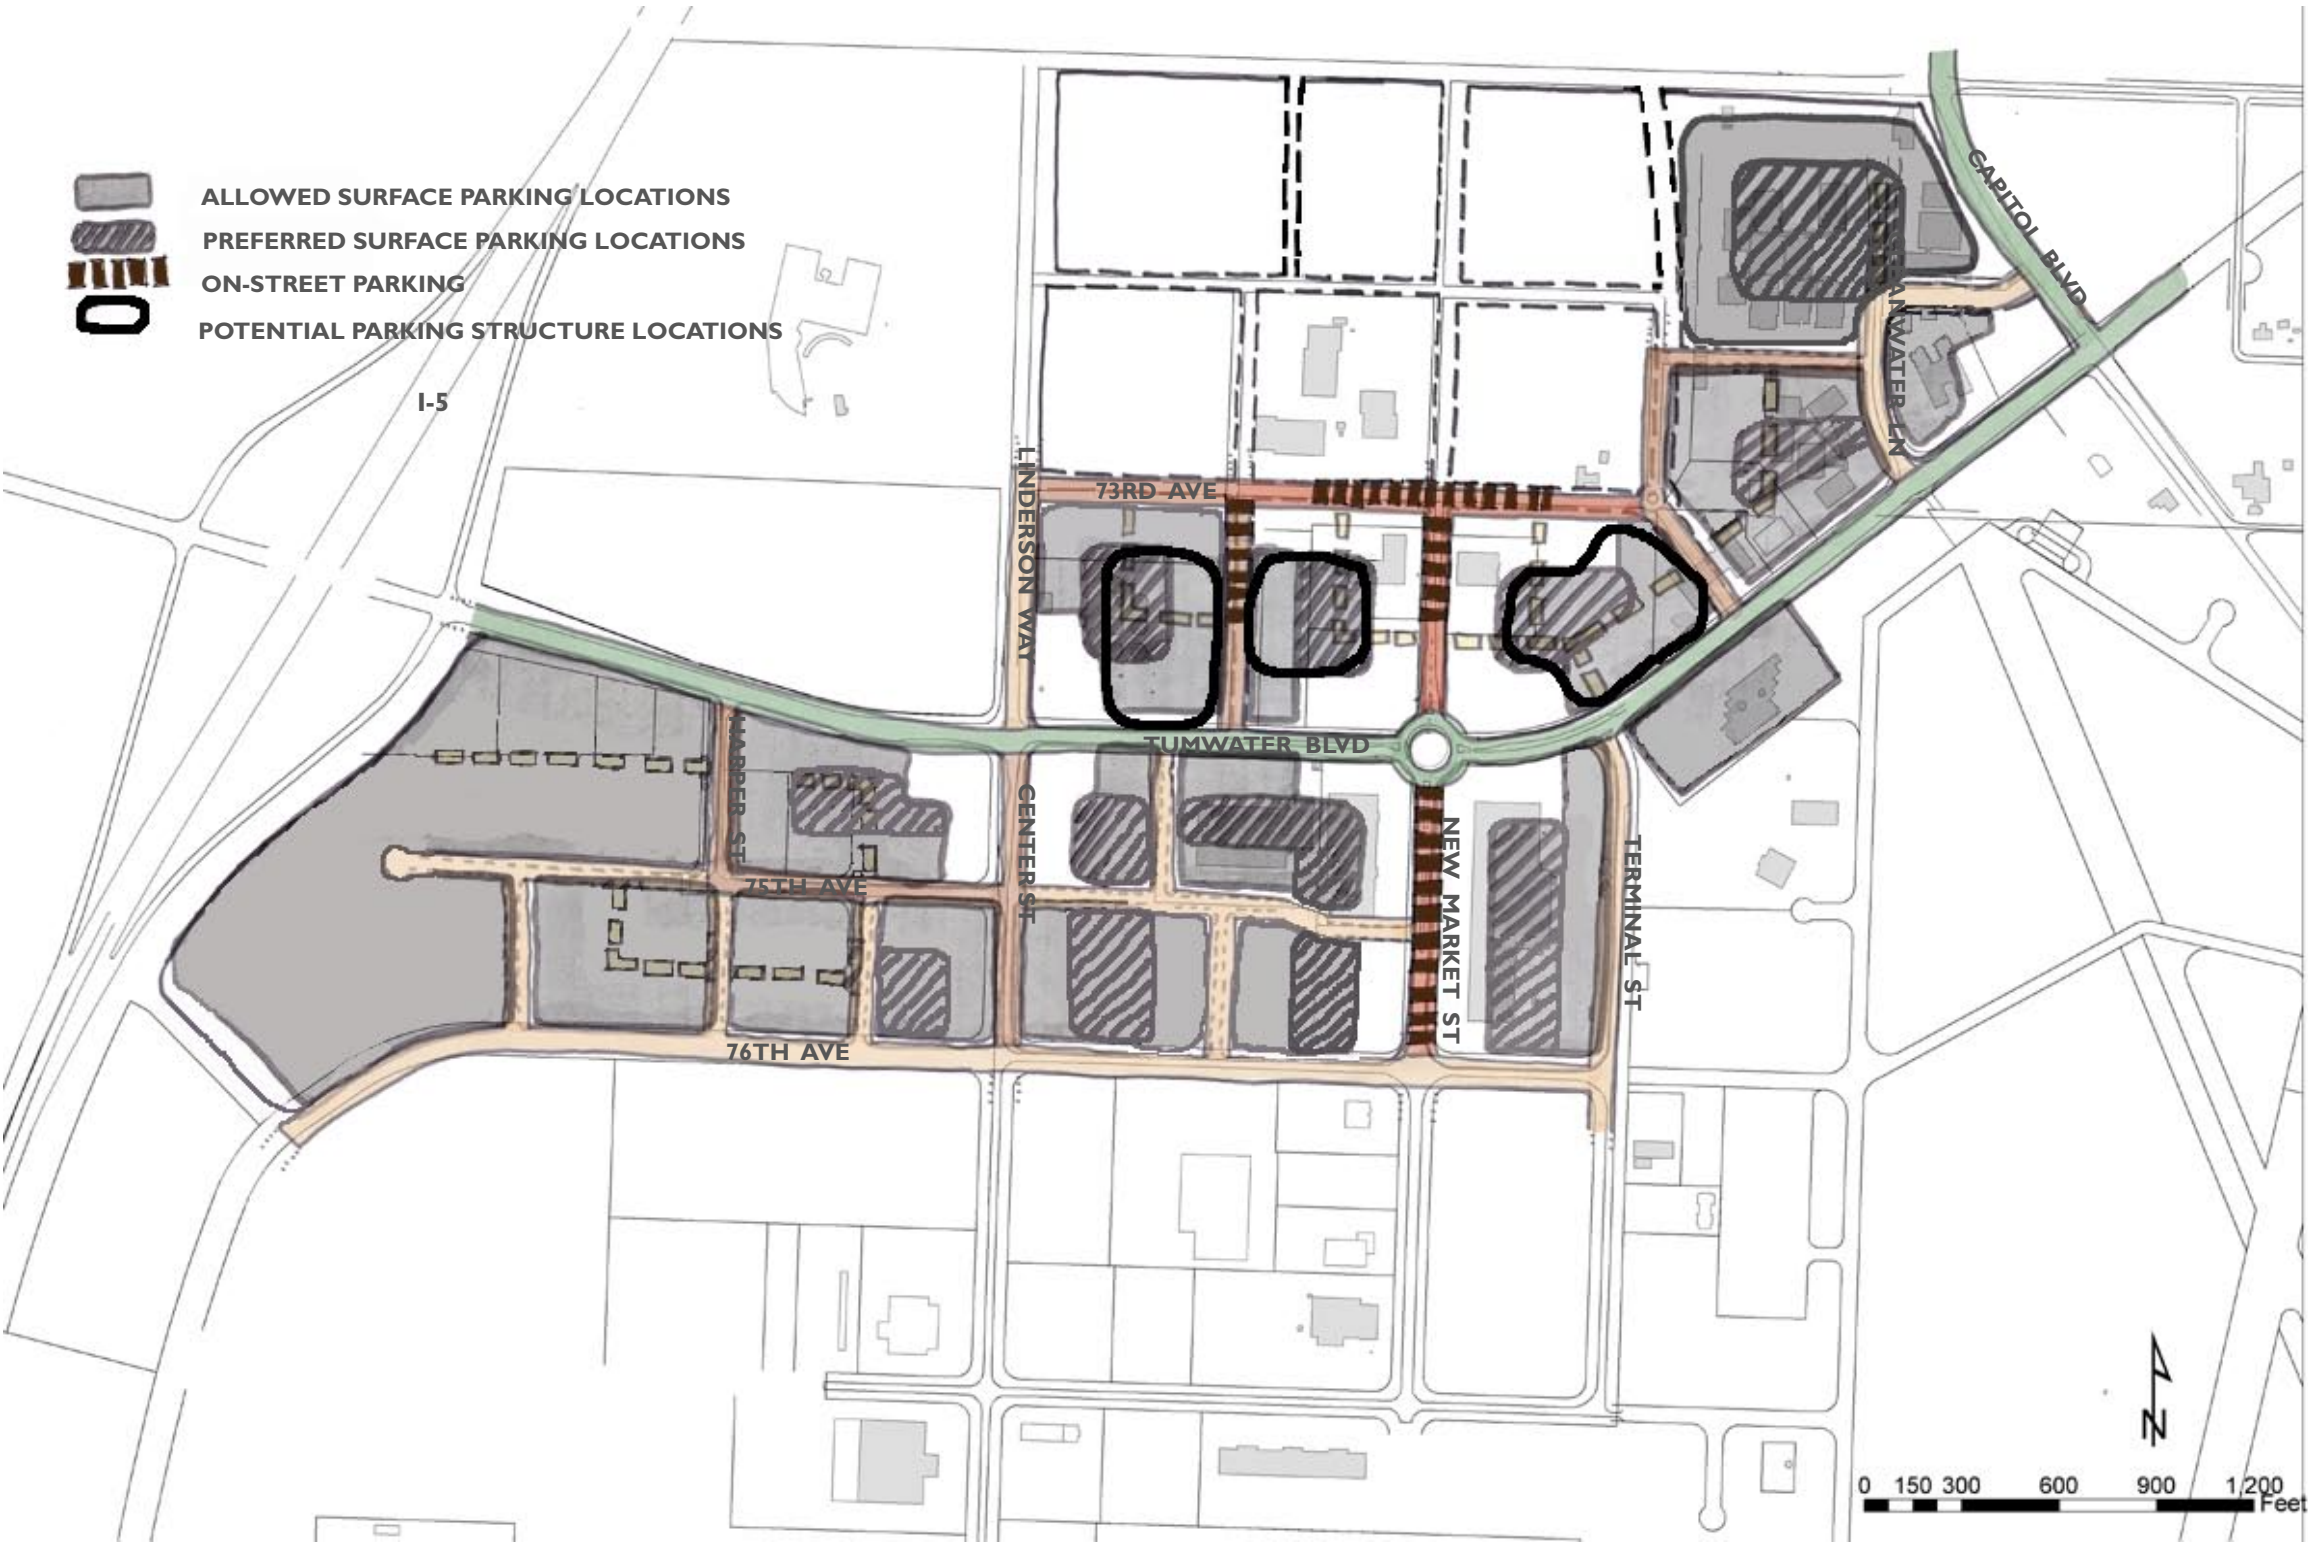 CAPITOL BLVD
ALLOWED SURFACE PARKING LOCATIONS
PREFERRED SURFACE PARKING LOCATIONS
ON-STREET PARKING
POTENTIAL PARKING STRUCTURE LOCATIONS
I-5
LINDERSON WAY
73RD AVE
TUMWATER BLVD
HARPER ST
CENTER ST
NEW MARKET ST
TERMINAL ST
75TH AVE
76TH AVE
N
0 150 300 600 900 1,200
Feet